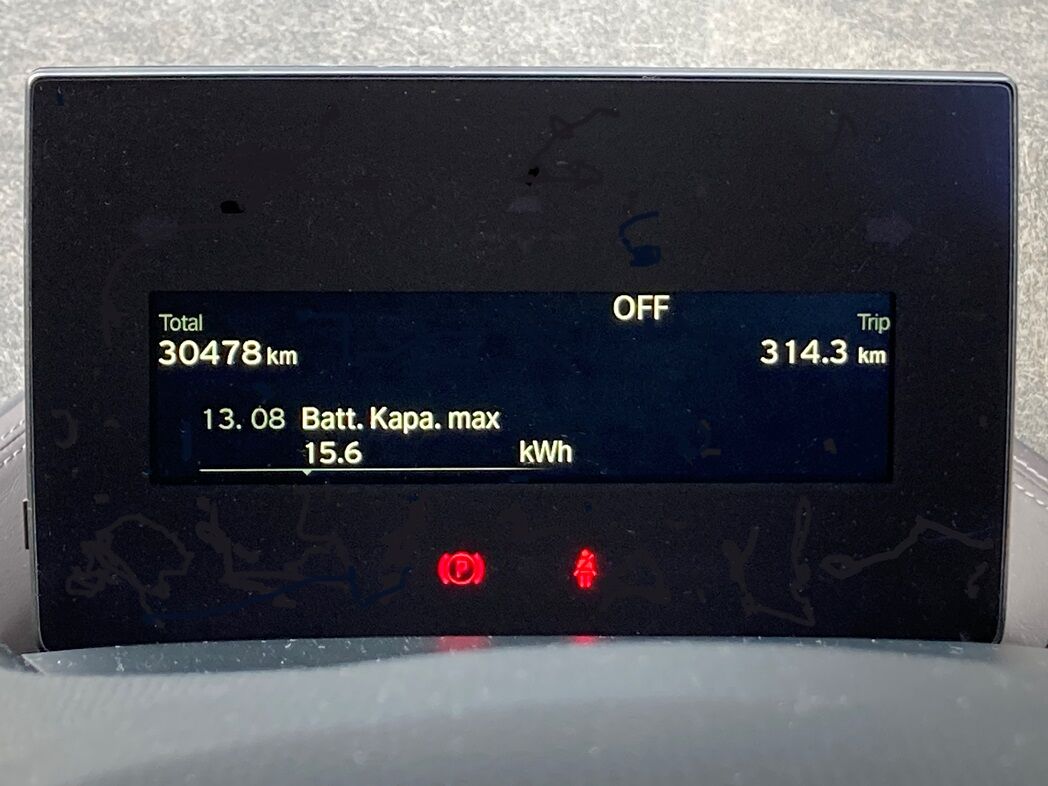 OFF
Total
Trip
30478 km
314.3 km
13. 08 Batt. Kapa. max
15.6 kWh
P